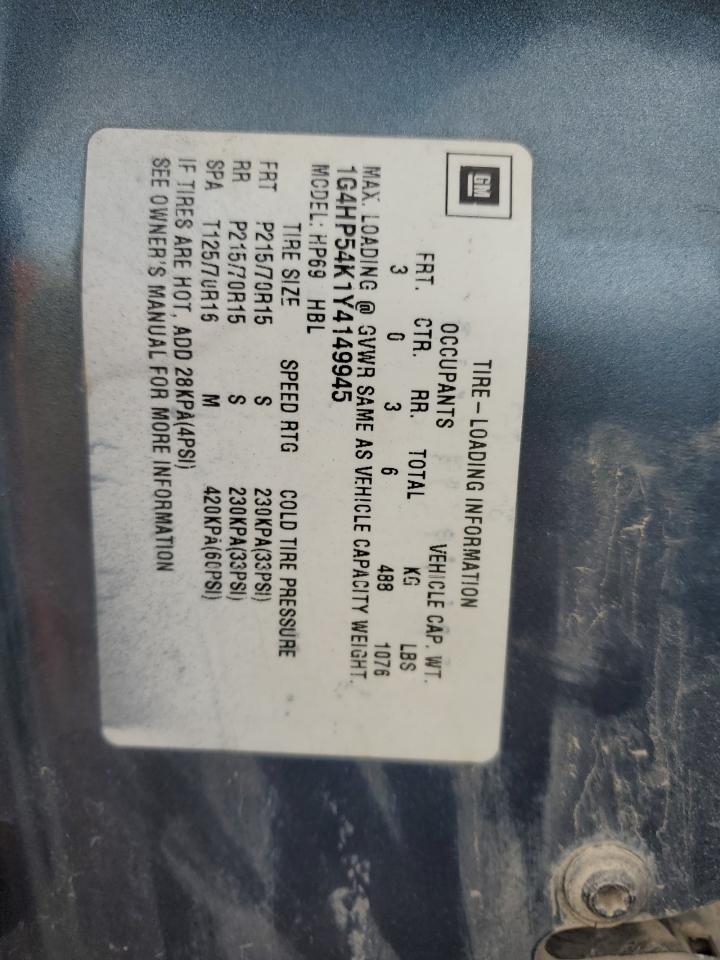 GM
TIRE-LOADING INFORMATION
OCCUPANTS VEHICLE CAP. WT.
FRT. CTR. RR. TOTAL KG LBS
3 0 3 6 488 1076
MAX. LOADING @ GVWR SAME AS VEHICLE CAPACITY WEIGHT.
1G4HP54K1Y4149945
MODEL: HP69 HBL
TIRE SIZE SPEED RTG COLD TIRE PRESSURE
FRT P215/70R15 S 230KPA(33PSI)
RR P215/70R15 S 230KPA(33PSI)
SPA T125/70R16 M 420KPA(60PSI)
IF TIRES ARE HOT, ADD 28KPA(4PSI)
SEE OWNER'S MANUAL FOR MORE INFORMATION